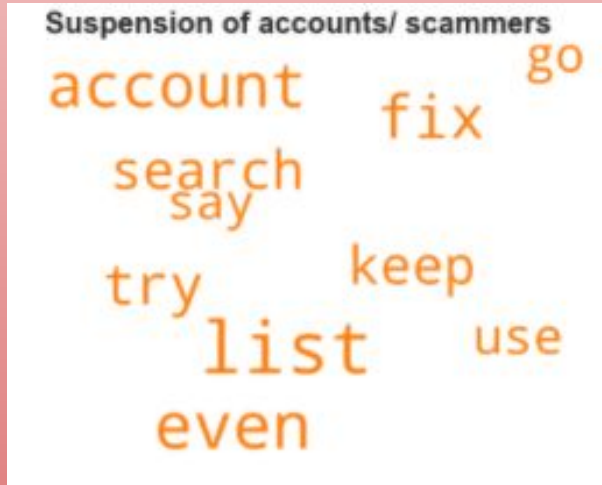 Suspension of accounts/ scammers
go
account
fix
search
say
keep
try
use
list
even